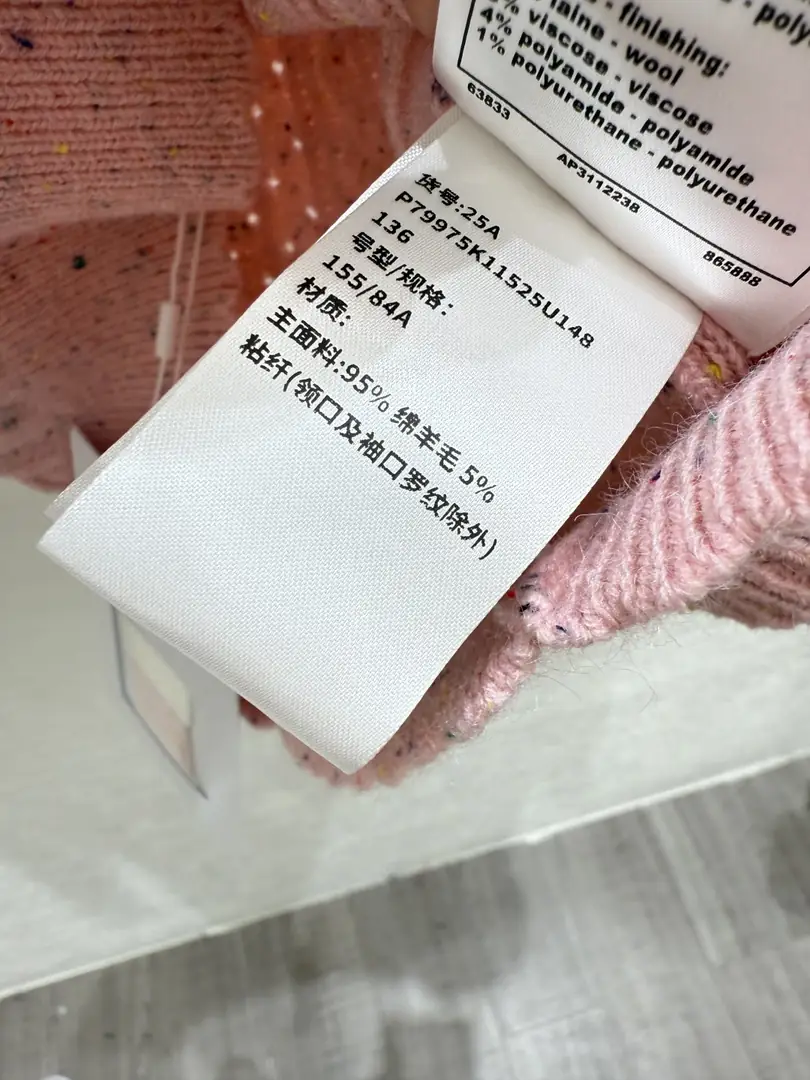 - poly
- finishing:
laine - wool
viscose - viscose
4% polyamide - polyamide
1% polyurethane - polyurethane
63833
AP3112238
865888
货号:25A
P79975K11525U148
136
号型/规格:
155/84A
材质:
主面料:95% 绵羊毛 5%
粘纤(领口及袖口罗纹除外)